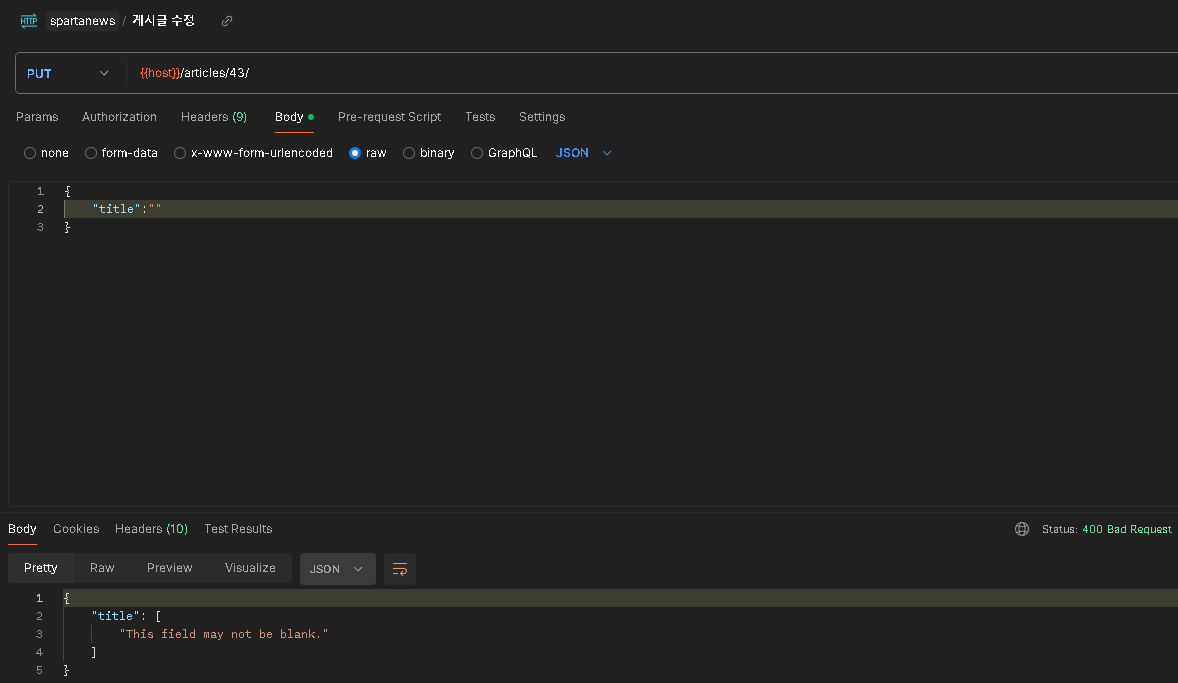 HTTP spartanews / 게시글 수정
PUT {{host}}/articles/43/
Params Authorization Headers (9) Body Pre-request Script Tests Settings
none form-data x-www-form-urlencoded raw binary GraphQL JSON
1 {
2 "title":""
3 }
Body Cookies Headers (10) Test Results Status: 400 Bad Request
Pretty Raw Preview Visualize JSON
1 {
2 "title": [
3 "This field may not be blank."
4 ]
5 }